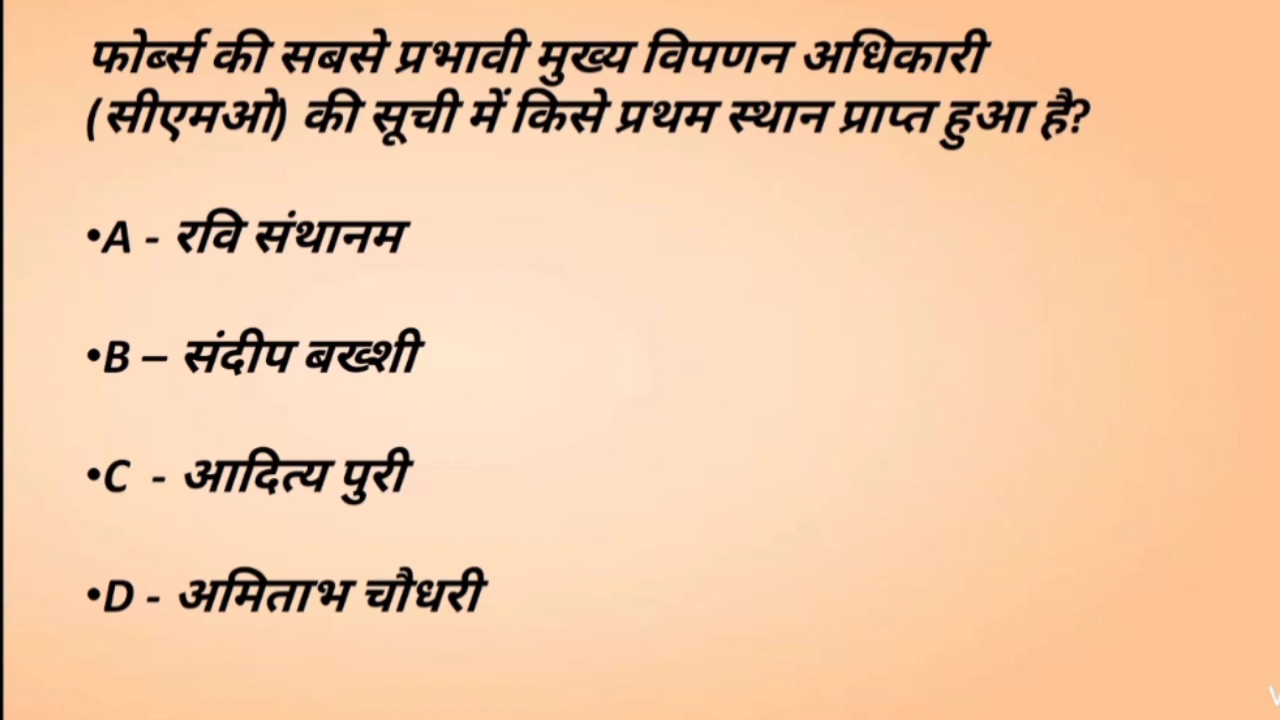 फोर्ब्स की सबसे प्रभावी मुख्य विपणन अधिकारी
(सीएमओ) की सूची में किसे प्रथम स्थान प्राप्त हुआ है?
•A - रवि संथानम
•B – संदीप बख्शी
•C - आदित्य पुरी
•D - अमिताभ चौधरी